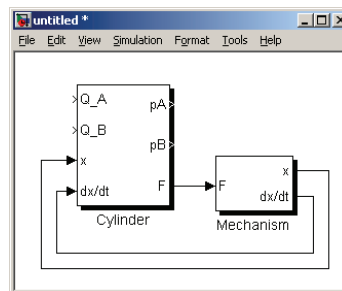 untitled *
File Edit View Simulation Format Tools Help
Q_A
Q_B
x
dx/dt
pA
pB
F
Cylinder
F
x
dx/dt
Mechanism